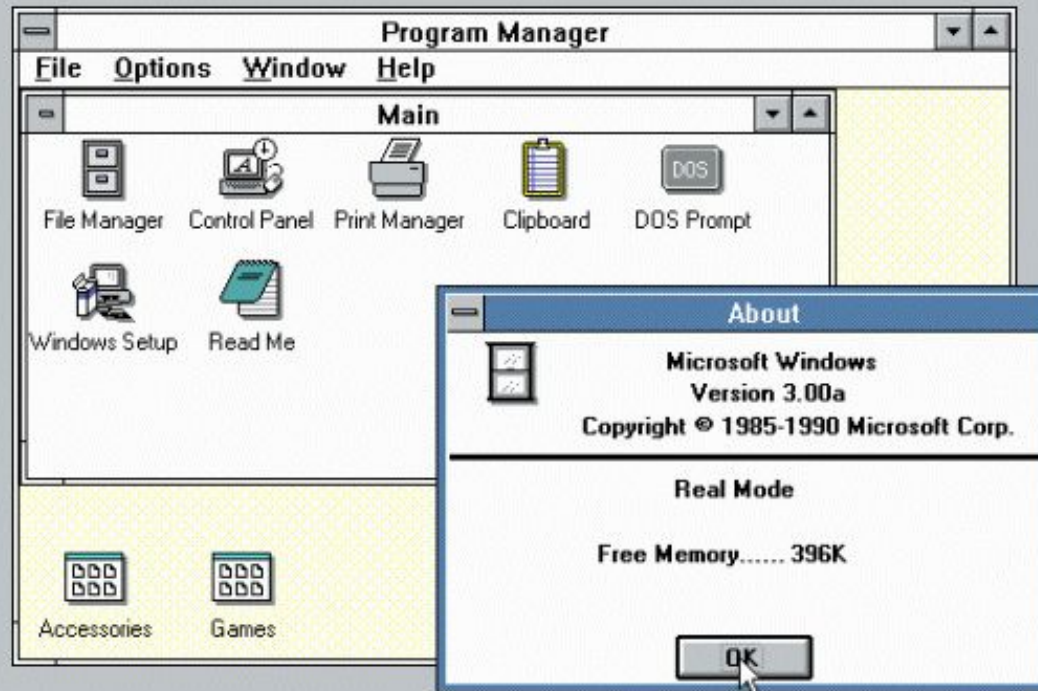 Program Manager
File Options Window Help
Main
File Manager Control Panel Print Manager Clipboard DOS Prompt
DOS
Windows Setup Read Me
About
Microsoft Windows
Version 3.00a
Copyright © 1985-1990 Microsoft Corp.
Real Mode
Free Memory...... 396K
OK
Accessories Games